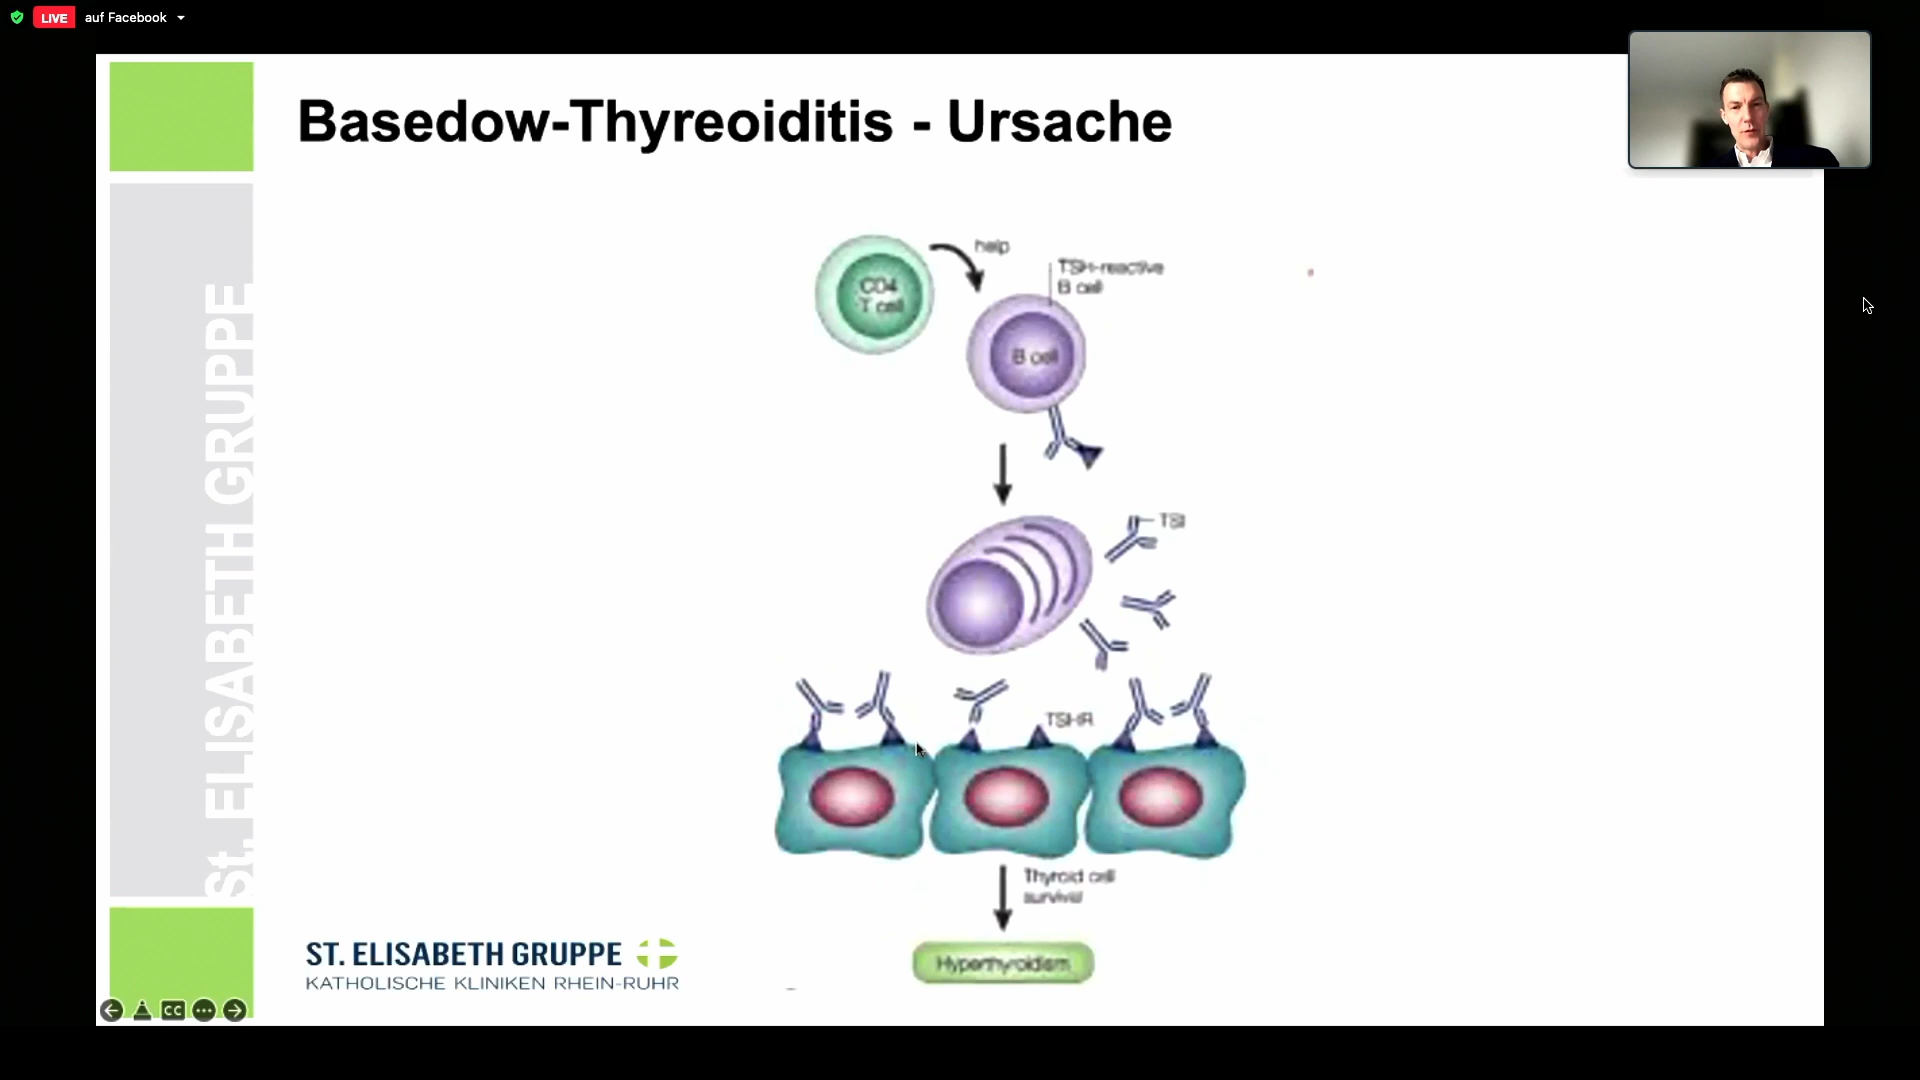 LIVE auf Facebook
Basedow-Thyreoiditis - Ursache
help
CD4
T cell
TSH-reactive
B cell
B cell
TSI
TSHR
Thyroid cell
survival
Hyperthyroidism
St. ELISABETH GRUPPE
ST. ELISABETH GRUPPE
KATHOLISCHE KLINIKEN RHEIN-RUHR
CC